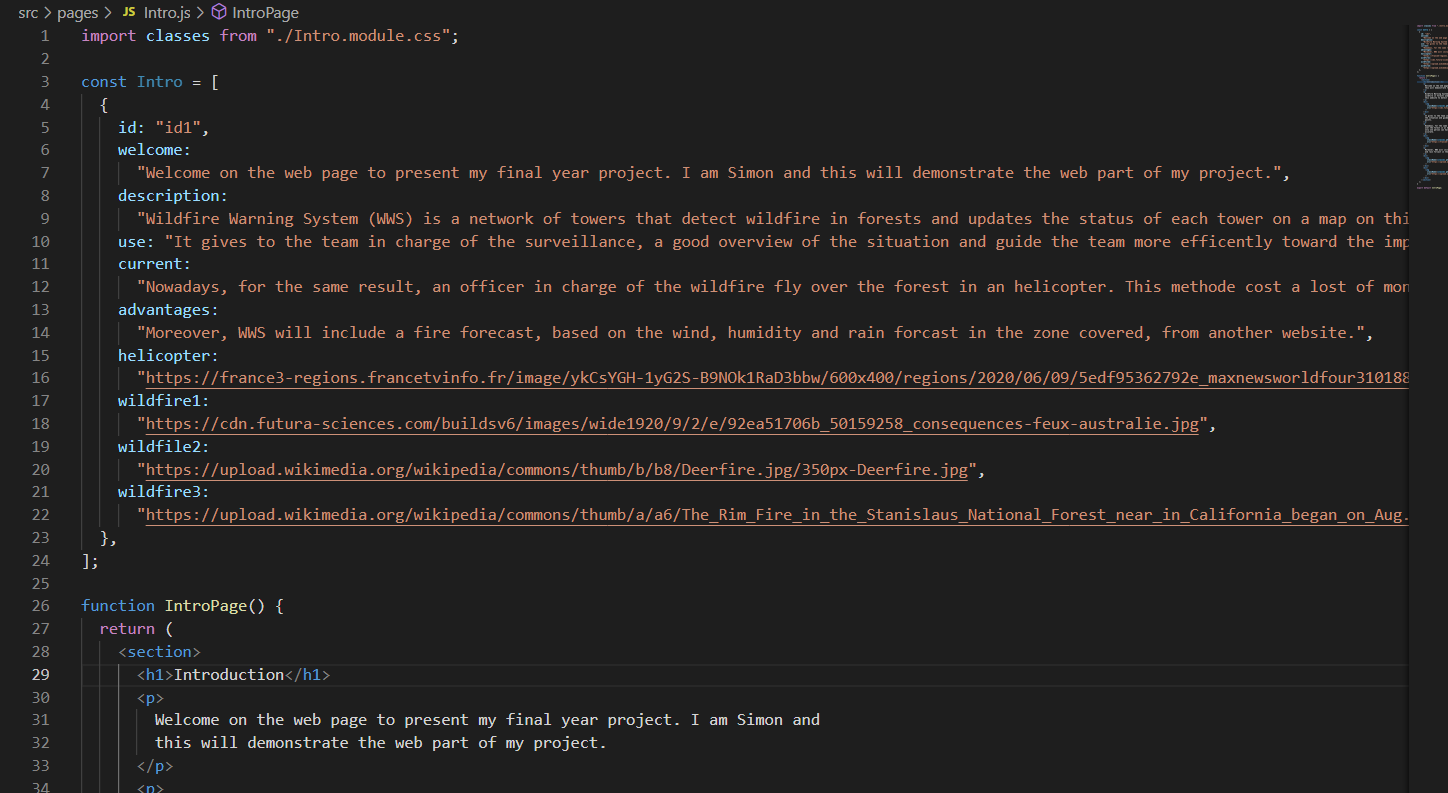 src > pages > JS Intro.js > IntroPage
1 import classes from "./Intro.module.css";
2
3 const Intro = [
4 {
5 id: "id1",
6 welcome:
7 "Welcome on the web page to present my final year project. I am Simon and this will demonstrate the web part of my project.",
8 description:
9 "Wildfire Warning System (WWS) is a network of towers that detect wildfire in forests and updates the status of each tower on a map on thi
10 use: "It gives to the team in charge of the surveillance, a good overview of the situation and guide the team more efficently toward the imp
11 current:
12 "Nowadays, for the same result, an officer in charge of the wildfire fly over the forest in an helicopter. This methode cost a lost of mon
13 advantages:
14 "Moreover, WWS will include a fire forecast, based on the wind, humidity and rain forcast in the zone covered, from another website.",
15 helicopter:
16 "https://france3-regions.francetvinfo.fr/image/ykCsYGH-1yG2S-B9NOk1RaD3bbw/600x400/regions/2020/06/09/5edf95362792e_maxnewsworldfour310188
17 wildfire1:
18 "https://cdn.futura-sciences.com/buildsv6/images/wide1920/9/2/e/92ea51706b_50159258_consequences-feux-australie.jpg",
19 wildfile2:
20 "https://upload.wikimedia.org/wikipedia/commons/thumb/b/b8/Deerfire.jpg/350px-Deerfire.jpg",
21 wildfire3:
22 "https://upload.wikimedia.org/wikipedia/commons/thumb/a/a6/The_Rim_Fire_in_the_Stanislaus_National_Forest_near_in_California_began_on_Aug.
23 },
24 ];
25
26 function IntroPage() {
27 return (
28 <section>
29 <h1>Introduction</h1>
30 <p>
31 Welcome on the web page to present my final year project. I am Simon and
32 this will demonstrate the web part of my project.
33 </p>
34 <p>